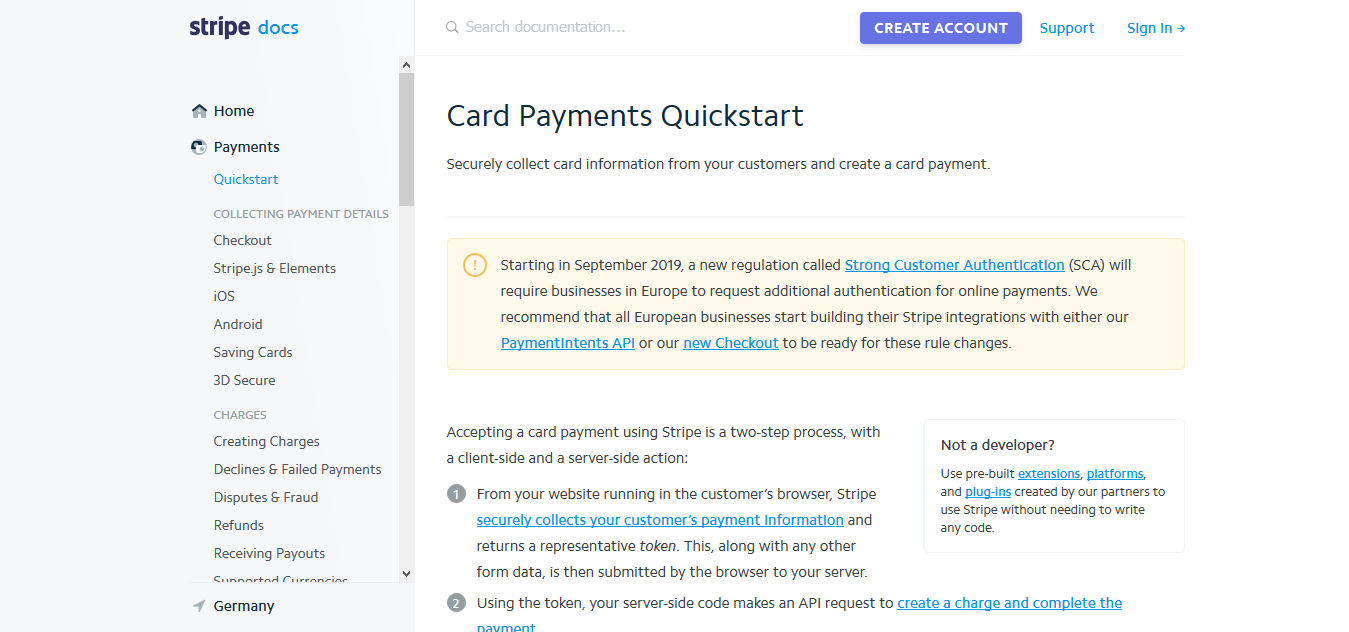 stripe docs
Search documentation...
CREATE ACCOUNT
Support
Sign in →
Home
Payments
Quickstart
COLLECTING PAYMENT DETAILS
Checkout
Stripe.js & Elements
iOS
Android
Saving Cards
3D Secure
CHARGES
Creating Charges
Declines & Failed Payments
Disputes & Fraud
Refunds
Receiving Payouts
Supported Currencies
Germany
Card Payments Quickstart
Securely collect card information from your customers and create a card payment.
Starting in September 2019, a new regulation called Strong Customer Authentication (SCA) will
require businesses in Europe to request additional authentication for online payments. We
recommend that all European businesses start building their Stripe integrations with either our
PaymentIntents API or our new Checkout to be ready for these rule changes.
Accepting a card payment using Stripe is a two-step process, with
a client-side and a server-side action:
1 From your website running in the customer's browser, Stripe
securely collects your customer's payment information and
returns a representative token. This, along with any other
form data, is then submitted by the browser to your server.
2 Using the token, your server-side code makes an API request to create a charge and complete the
payment
Not a developer?
Use pre-built extensions, platforms,
and plug-ins created by our partners to
use Stripe without needing to write
any code.